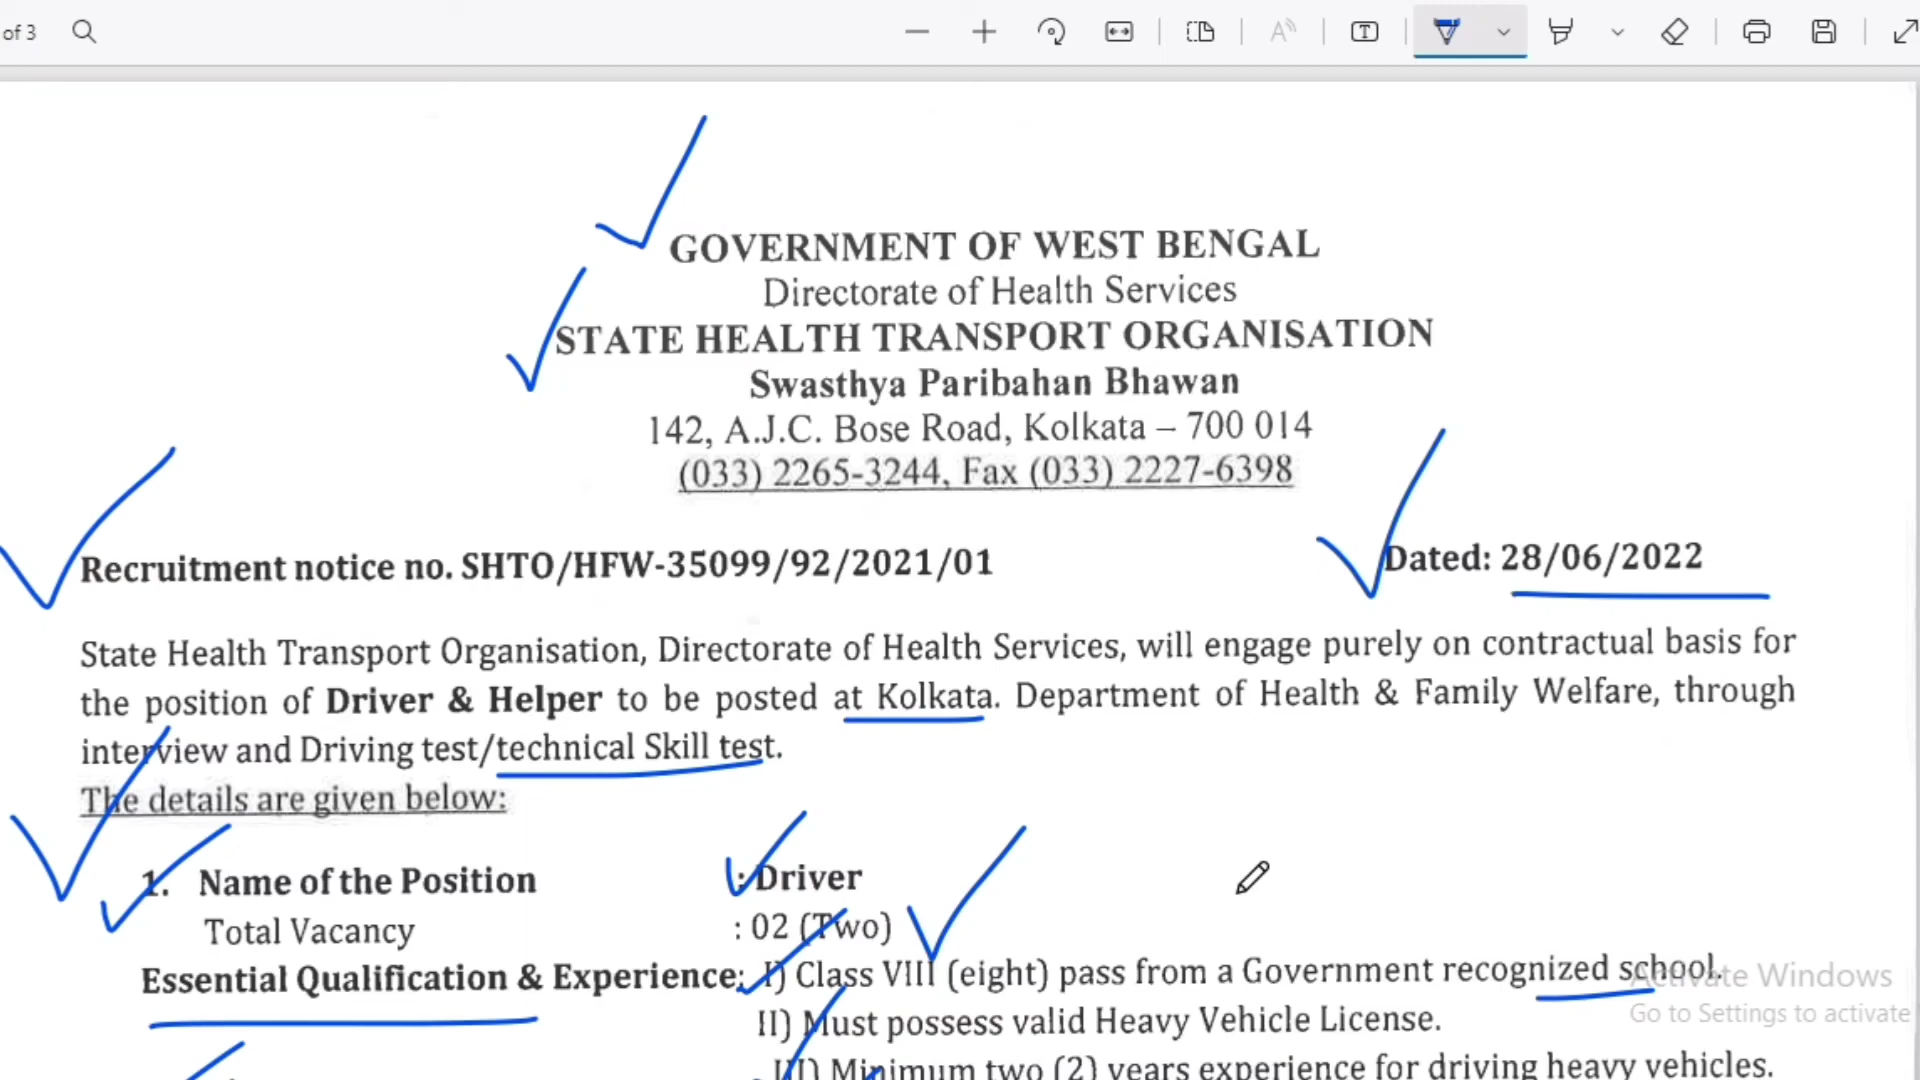 of 3
GOVERNMENT OF WEST BENGAL
Directorate of Health Services
STATE HEALTH TRANSPORT ORGANISATION
Swasthya Paribahan Bhawan
142, A.J.C. Bose Road, Kolkata – 700 014
(033) 2265-3244, Fax (033) 2227-6398
Recruitment notice no. SHTO/HFW-35099/92/2021/01 Dated: 28/06/2022
State Health Transport Organisation, Directorate of Health Services, will engage purely on contractual basis for
the position of Driver & Helper to be posted at Kolkata. Department of Health & Family Welfare, through
interview and Driving test/technical Skill test.
The details are given below:
1. Name of the Position : Driver
Total Vacancy : 02 (Two)
Essential Qualification & Experience: I) Class VIII (eight) pass from a Government recognized school.
II) Must possess valid Heavy Vehicle License.
III) Minimum two (2) years experience for driving heavy vehicles.
Activate Windows
Go to Settings to activate